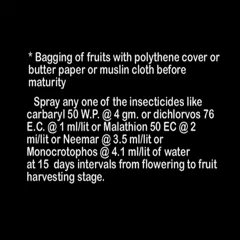 * Bagging of fruits with polythene cover or
butter paper or muslin cloth before
maturity
Spray any one of the insecticides like
carbaryl 50 W.P. @ 4 gm. or dichlorvos 76
E.C. @ 1 ml/lit or Malathion 50 EC @ 2
ml/lit or Neemar @ 3.5 ml/lit or
Monocrotophos @ 4.1 ml/lit of water
at 15 days intervals from flowering to fruit
harvesting stage.